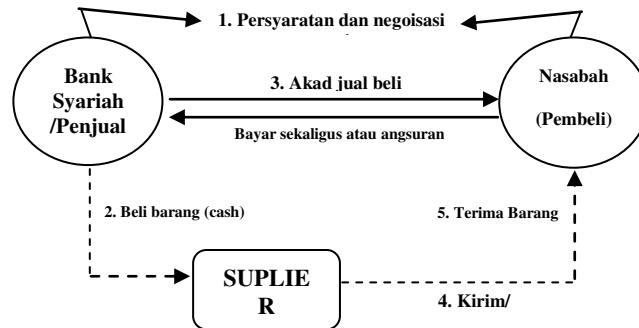 1. Persyaratan dan negoisasi
Bank
Syariah
/Penjual
3. Akad jual beli
Bayar sekaligus atau angsuran
Nasabah
(Pembeli)
2. Beli barang (cash)
5. Terima Barang
SUPLIE
R
4. Kirim/